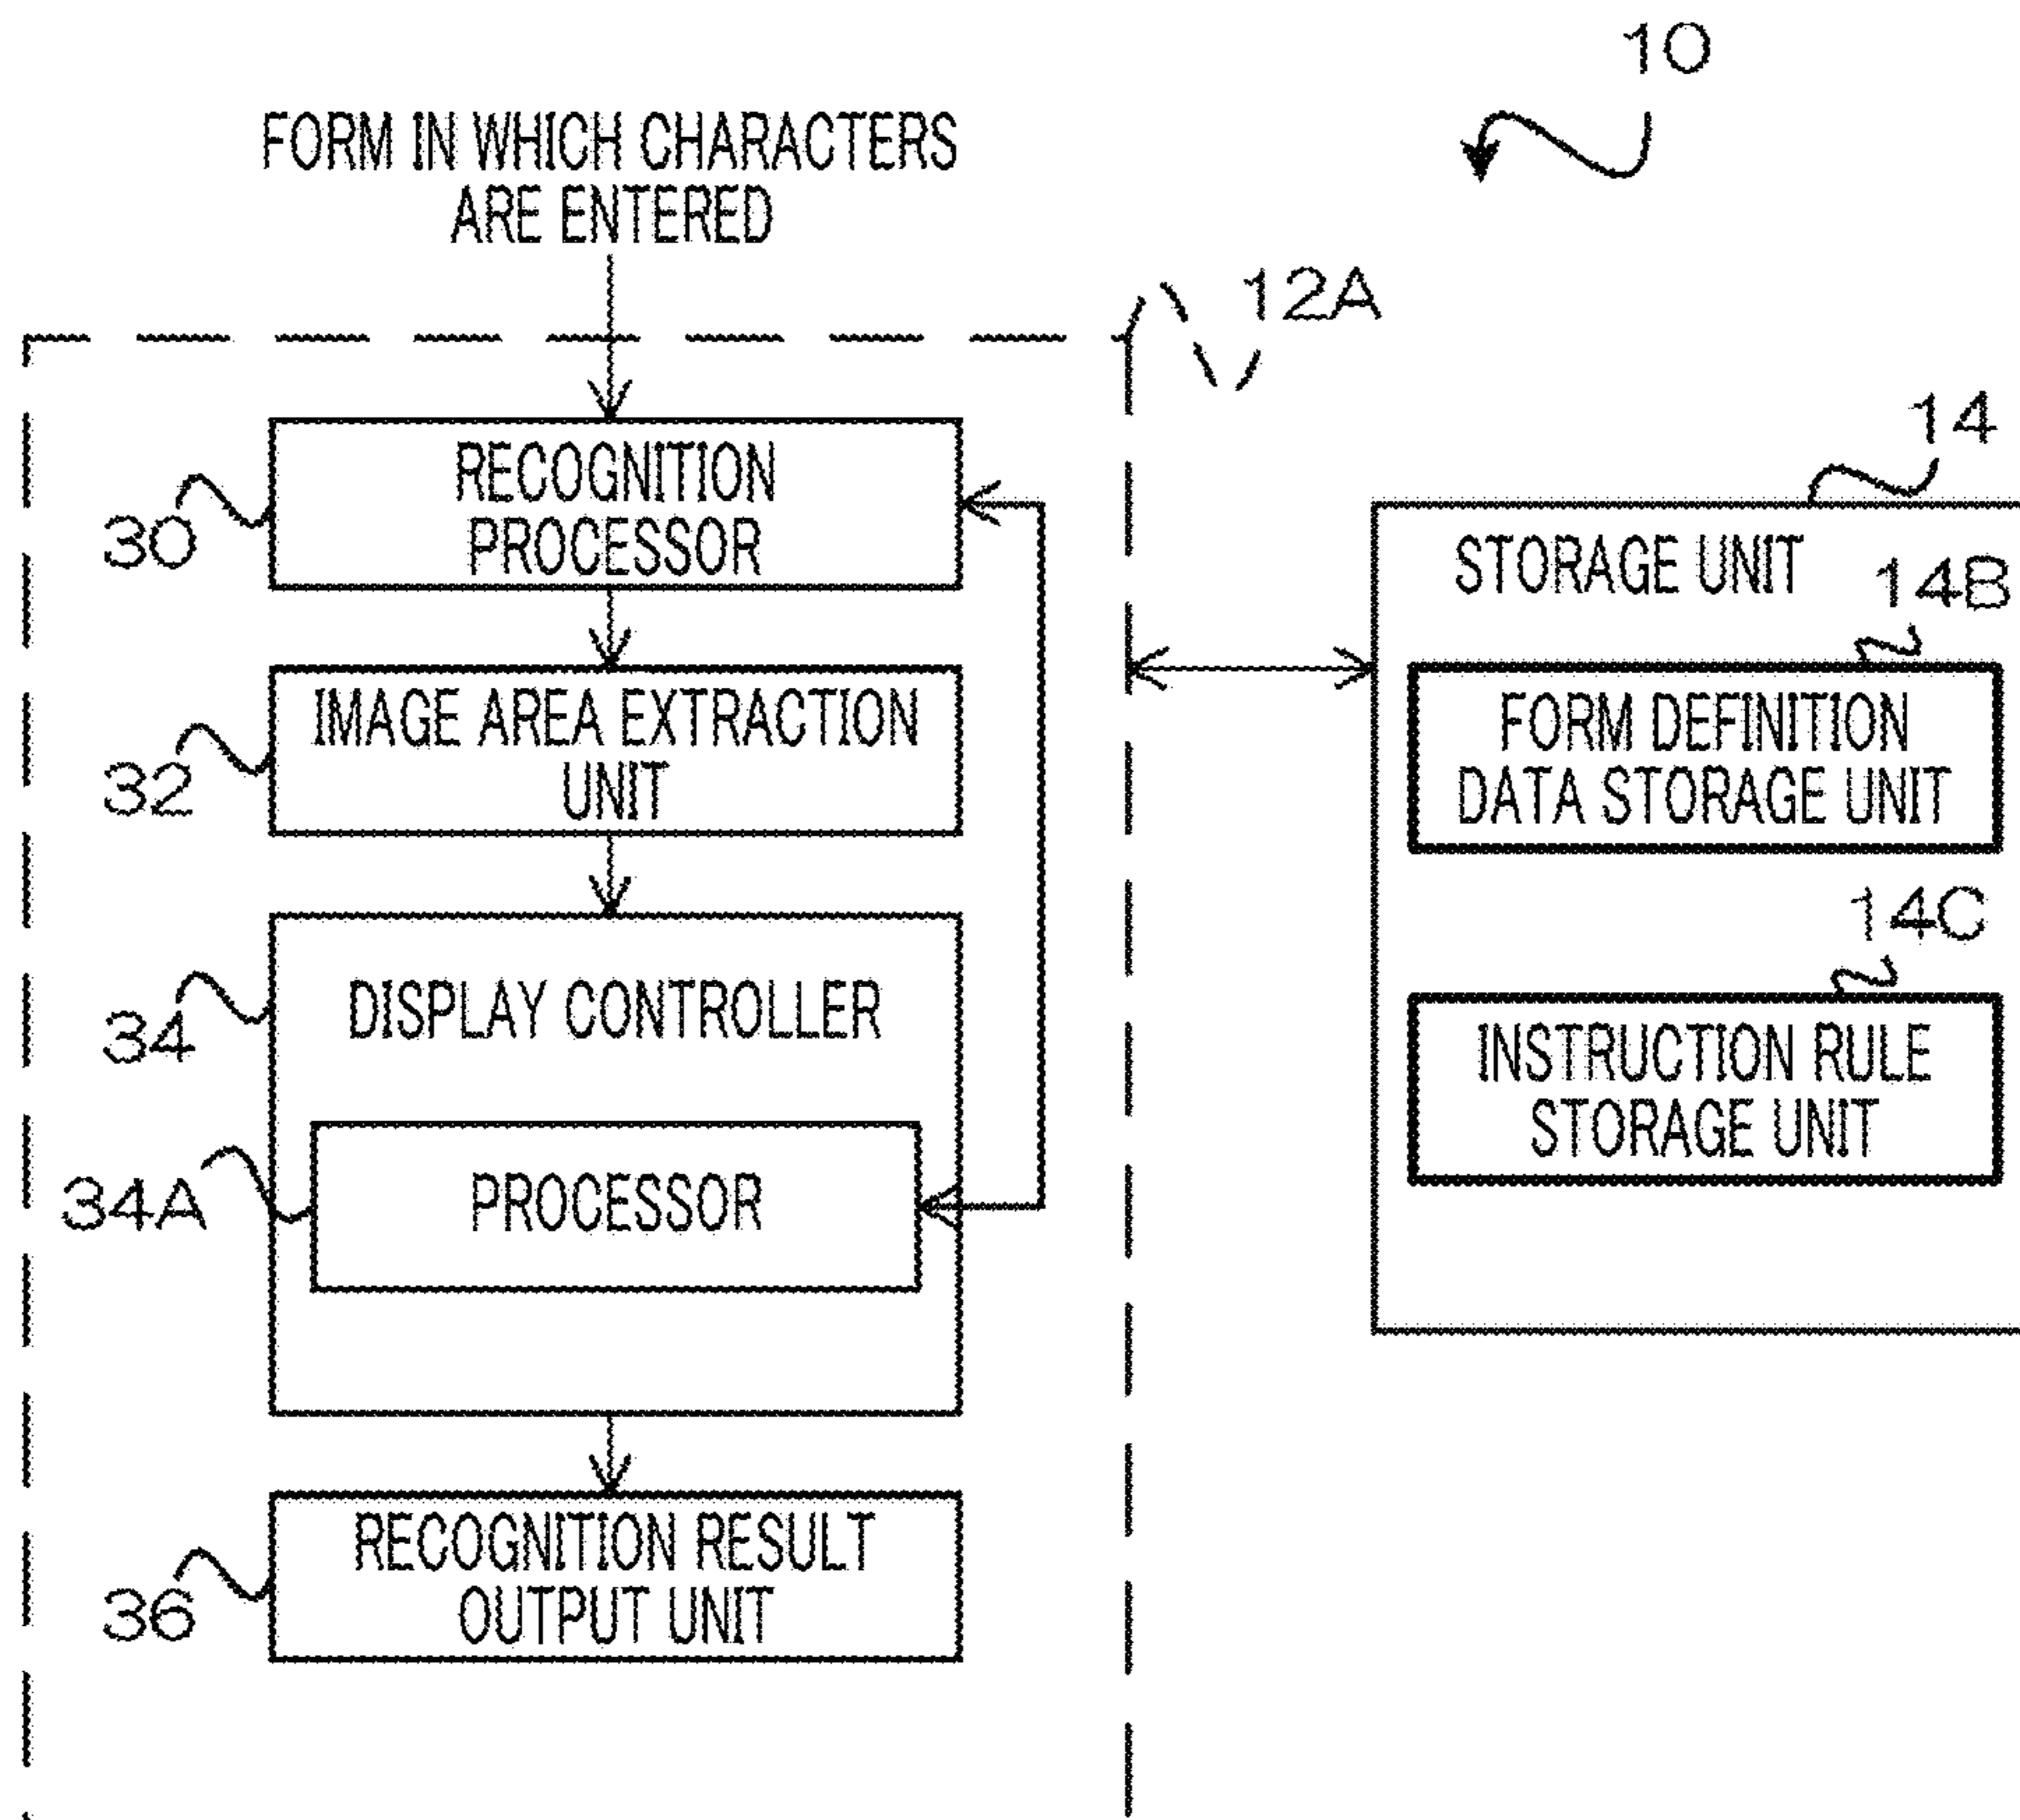 10
FORM IN WHICH CHARACTERS
ARE ENTERED
12A
14
RECOGNITION
PROCESSOR
30
STORAGE UNIT
14B
IMAGE AREA EXTRACTION
UNIT
32
FORM DEFINITION
DATA STORAGE UNIT
14C
DISPLAY CONTROLLER
34
INSTRUCTION RULE
STORAGE UNIT
PROCESSOR
34A
RECOGNITION RESULT
OUTPUT UNIT
36